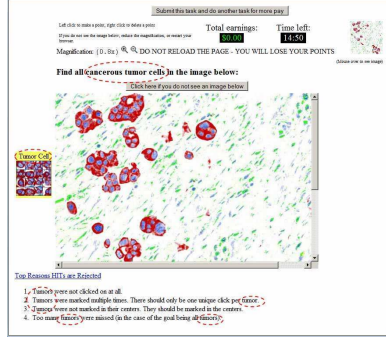 Submit this task and do another task for more pay
Left click to make a point, right click to delete a point
If you do not see the image below, reduce the magnification, or restart your browser.
Total earnings:
$0.00
Time left:
14:50
(Mouse over to see image)
Magnification: (0.8x) DO NOT RELOAD THE PAGE - YOU WILL LOSE YOUR POINTS
Find all cancerous tumor cells in the image below:
Click here if you do not see an image below
Tumor Cell
Top Reasons HITs are Rejected
1. Tumors were not clicked on at all.
2. Tumors were marked multiple times. There should only be one unique click per tumor.
3. Tumors were not marked in their centers. They should be marked in the centers.
4. Too many tumors were missed (in the case of the goal being all tumors).